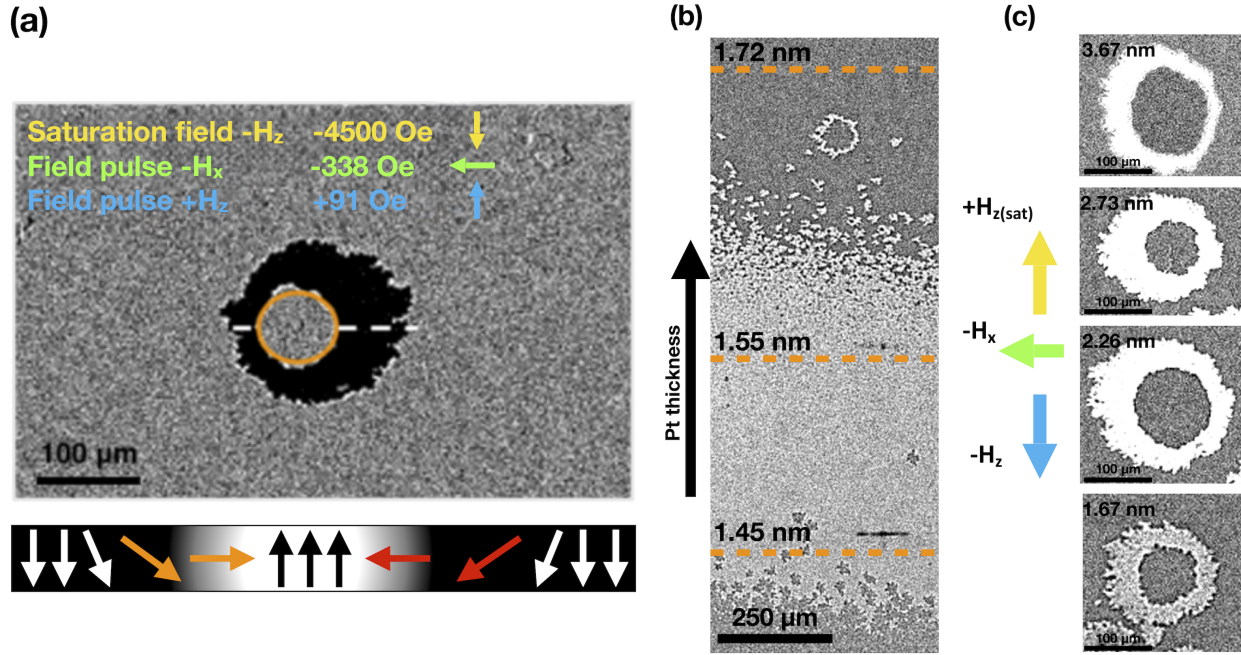 (a)
Saturation field -Hz -4500 Oe
Field pulse -Hx -338 Oe
Field pulse +Hz +91 Oe
100 µm
(b)
1.72 nm
1.55 nm
1.45 nm
Pt thickness
250 µm
(c)
+Hz(sat)
-Hx
-Hz
3.67 nm
100 µm
2.73 nm
100 µm
2.26 nm
100 µm
1.67 nm
100 µm